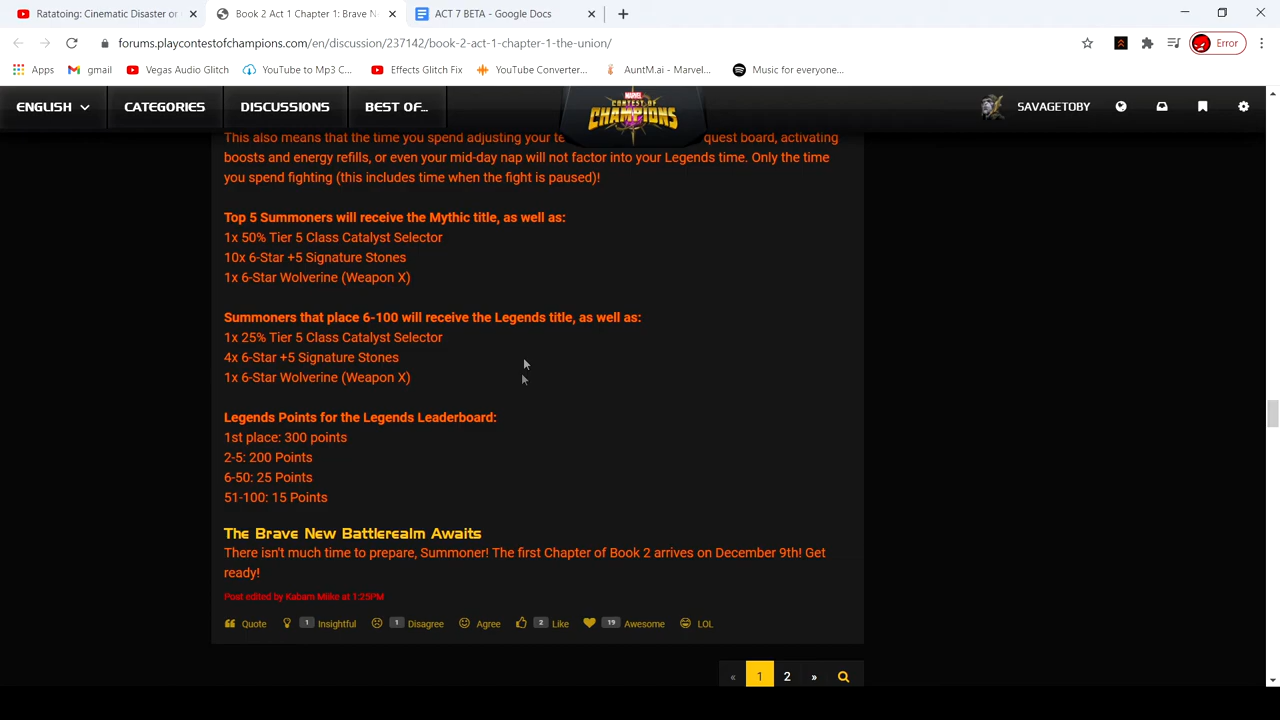 Ratatoing: Cinematic Disaster or
Book 2 Act 1 Chapter 1: Brave N
ACT 7 BETA - Google Docs
forums.playcontestofchampions.com/en/discussion/237142/book-2-act-1-chapter-1-the-union/
Error
Apps
gmail
Vegas Audio Glitch
YouTube to Mp3 C...
Effects Glitch Fix
YouTube Converter...
AuntM.ai - Marvel...
Music for everyone...
ENGLISH
CATEGORIES
DISCUSSIONS
BEST OF...
MARVEL
CONTEST OF
CHAMPIONS
SAVAGETOBY
This also means that the time you spend adjusting your te quest board, activating
boosts and energy refills, or even your mid-day nap will not factor into your Legends time. Only the time
you spend fighting (this includes time when the fight is paused)!
Top 5 Summoners will receive the Mythic title, as well as:
1x 50% Tier 5 Class Catalyst Selector
10x 6-Star +5 Signature Stones
1x 6-Star Wolverine (Weapon X)
Summoners that place 6-100 will receive the Legends title, as well as:
1x 25% Tier 5 Class Catalyst Selector
4x 6-Star +5 Signature Stones
1x 6-Star Wolverine (Weapon X)
Legends Points for the Legends Leaderboard:
1st place: 300 points
2-5: 200 Points
6-50: 25 Points
51-100: 15 Points
The Brave New Battlerealm Awaits
There isn't much time to prepare, Summoner! The first Chapter of Book 2 arrives on December 9th! Get
ready!
Post edited by Kabam Miike at 1:25PM
Quote 1 Insightful 1 Disagree Agree 2 Like 19 Awesome LOL
« 1 2 »